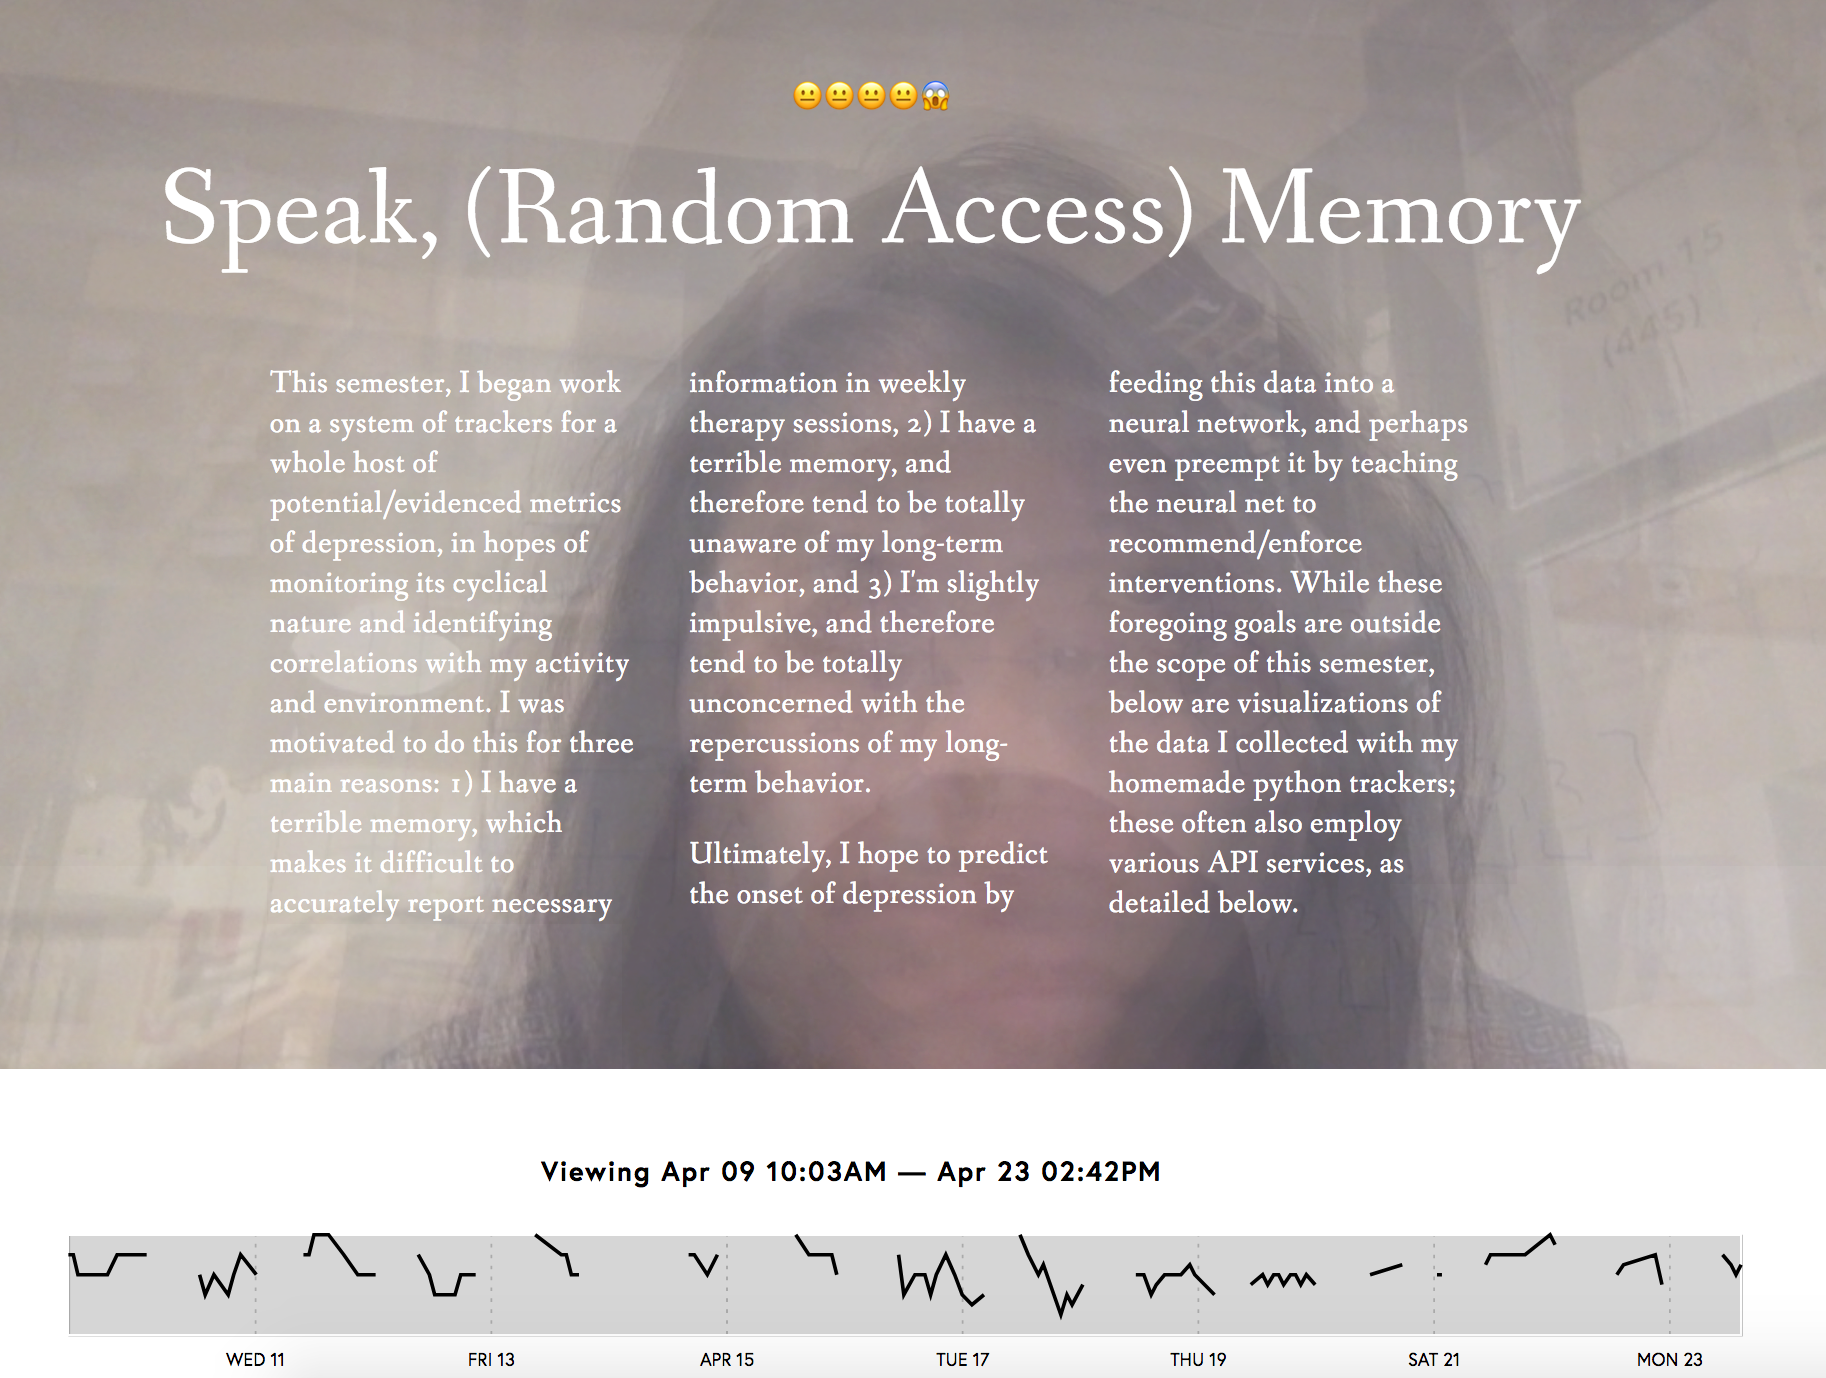 😐😐😐😐😱
Speak, (Random Access) Memory
This semester, I began work
on a system of trackers for a
whole host of
potential/evidenced metrics
of depression, in hopes of
monitoring its cyclical
nature and identifying
correlations with my activity
and environment. I was
motivated to do this for three
main reasons: 1) I have a
terrible memory, which
makes it difficult to
accurately report necessary
information in weekly
therapy sessions, 2) I have a
terrible memory, and
therefore tend to be totally
unaware of my long-term
behavior, and 3) I'm slightly
impulsive, and therefore
tend to be totally
unconcerned with the
repercussions of my long-
term behavior.
Ultimately, I hope to predict
the onset of depression by
feeding this data into a
neural network, and perhaps
even preempt it by teaching
the neural net to
recommend/enforce
interventions. While these
foregoing goals are outside
the scope of this semester,
below are visualizations of
the data I collected with my
homemade python trackers;
these often also employ
various API services, as
detailed below.
Room 15
(445)
Viewing Apr 09 10:03AM — Apr 23 02:42PM
WED 11
FRI 13
APR 15
TUE 17
THU 19
SAT 21
MON 23